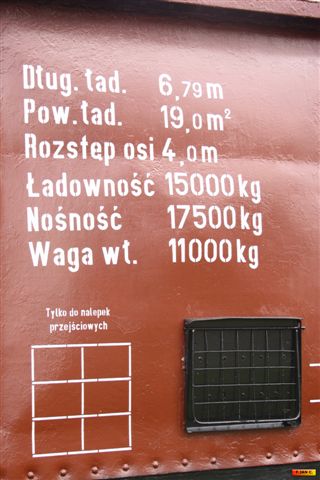 Dług. ład. 6,79 m
Pow. ład. 19,0 m²
Rozstęp osi 4,0 m
Ładowność 15000 kg
Nośność 17500 kg
Waga wt. 11000 kg
Tylko do nalepek
przejściowych